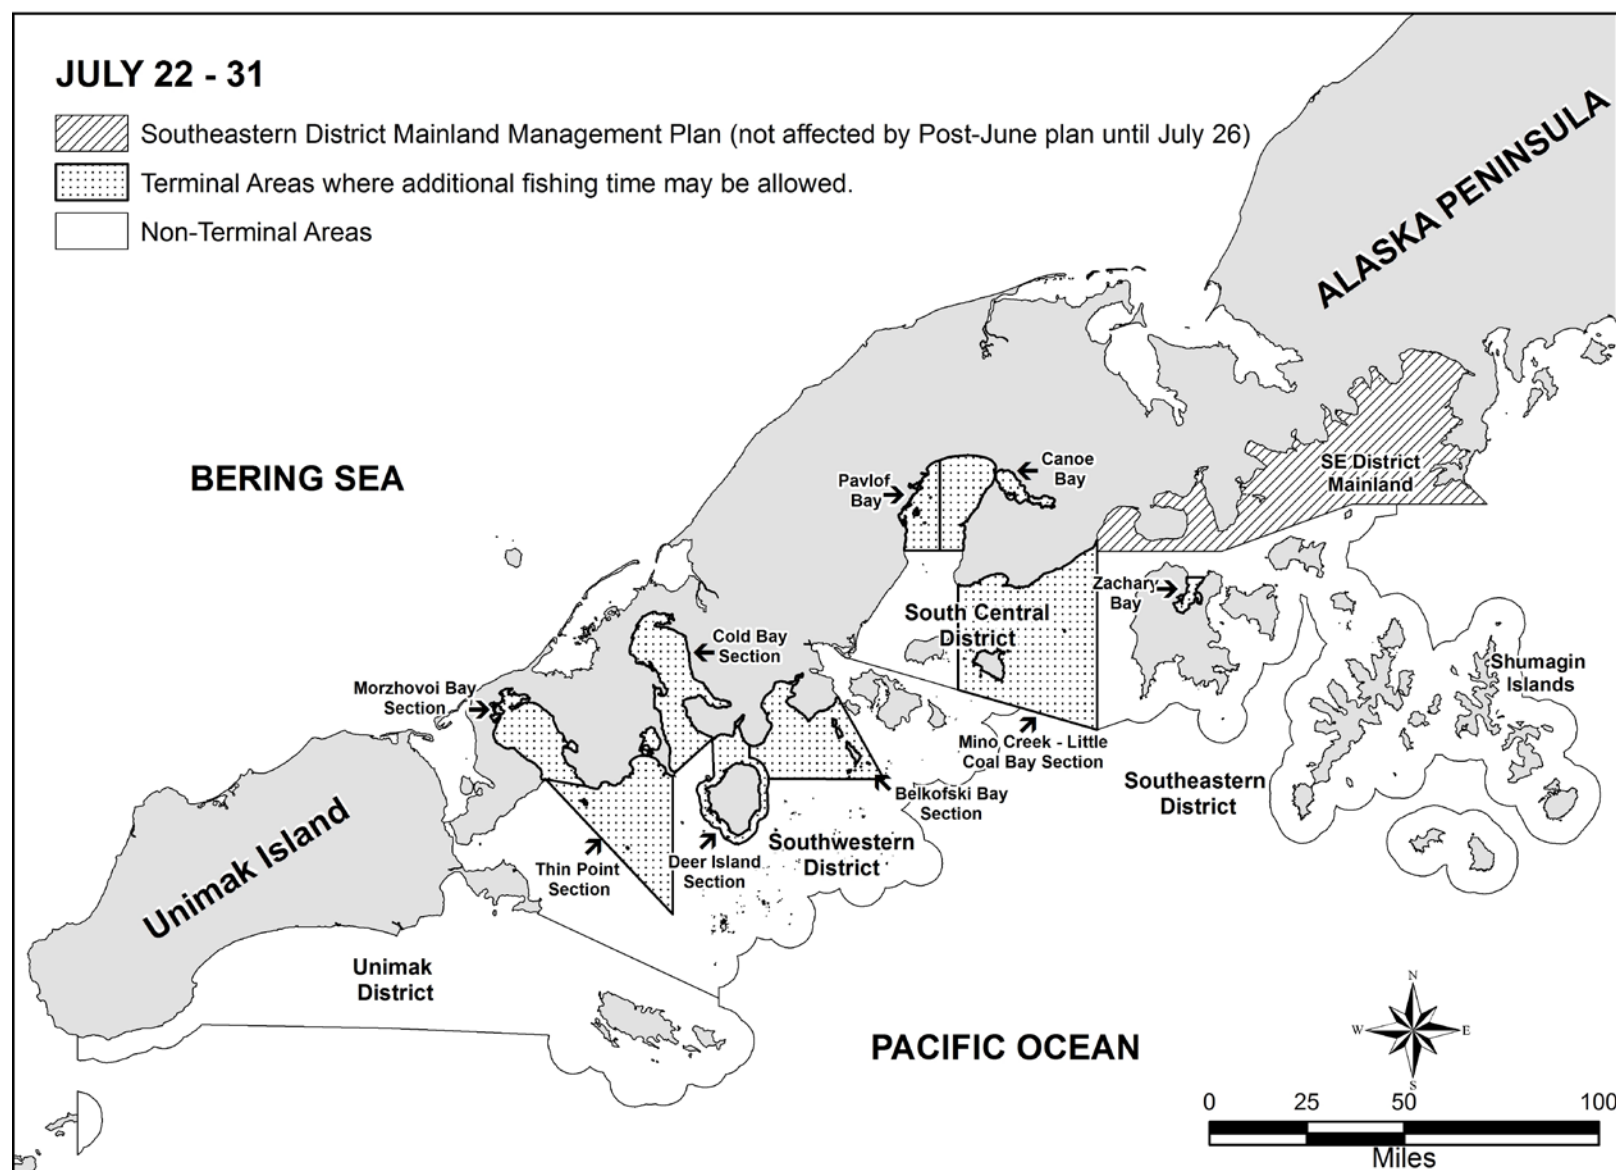 JULY 22 - 31
Southeastern District Mainland Management Plan (not affected by Post-June plan until July 26)
Terminal Areas where additional fishing time may be allowed.
Non-Terminal Areas
ALASKA PENINSULA
BERING SEA
Canoe
Bay
Pavlof
Bay
SE District
Mainland
Zachary
Bay
South Central
District
Cold Bay
Section
Morzhovoi Bay
Section
Shumagin
Islands
Mino Creek - Little
Coal Bay Section
Southeastern
District
Belkofski Bay
Section
Southwestern
District
Deer Island
Section
Thin Point
Section
Unimak Island
Unimak
District
PACIFIC OCEAN
N
W
E
S
0 25 50 100
Miles